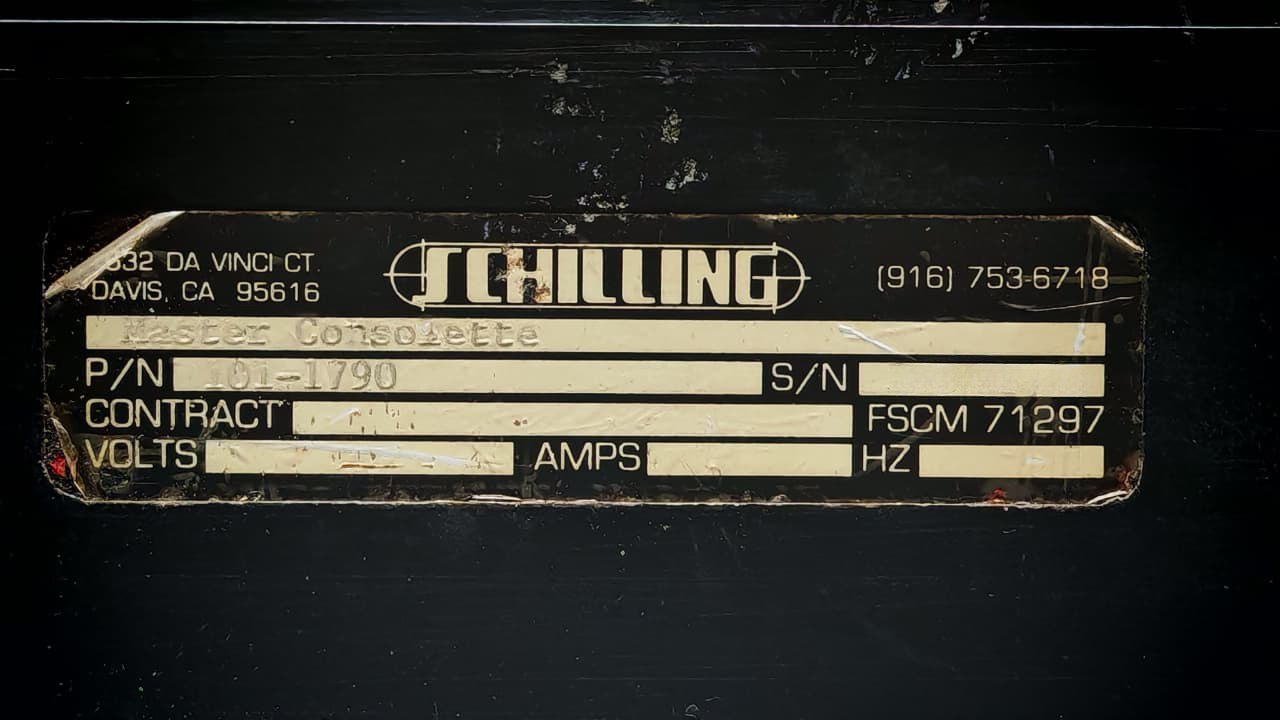 DA VINCI CT.
DAVIS, CA 95616
SCHILLING
(916) 753-6718
Master Consolette
P/N 101-1790 S/N
CONTRACT FSCM 71297
VOLTS AMPS HZ